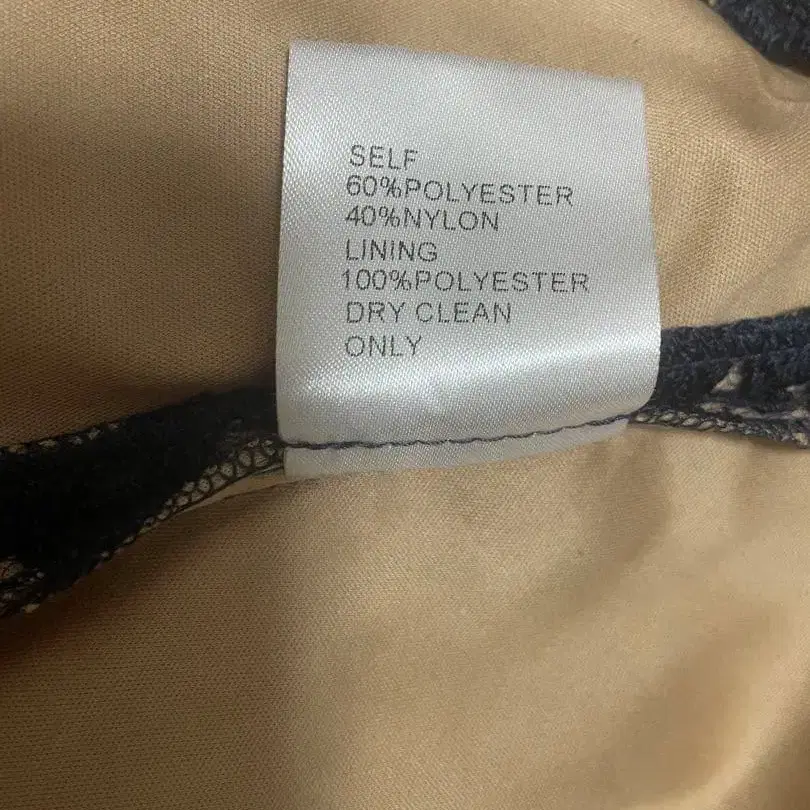 SELF
60%POLYESTER
40%NYLON
LINING
100%POLYESTER
DRY CLEAN
ONLY